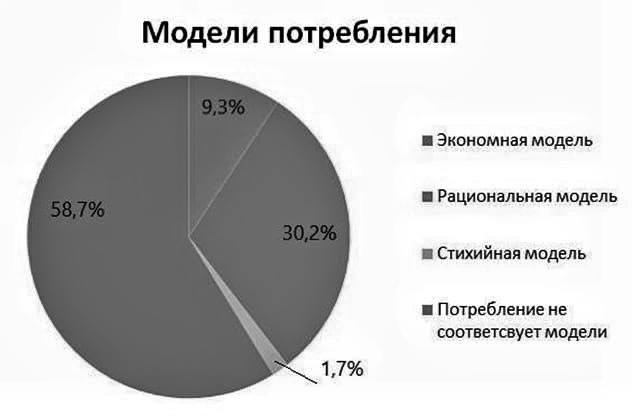 Модели потребления
9,3%
58,7%
30,2%
1,7%
Экономная модель
Рациональная модель
Стихийная модель
Потребление не
соответсвует модели